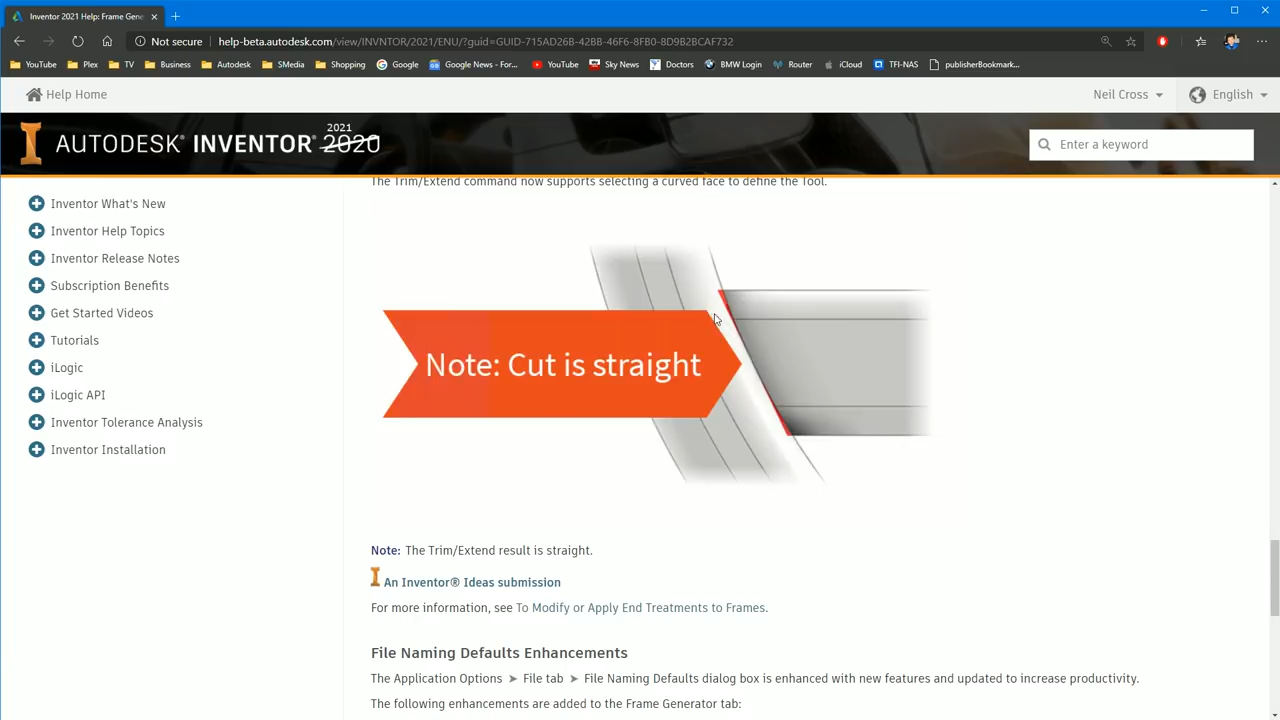 Inventor 2021 Help: Frame Gene
Not secure
help-beta.autodesk.com/view/INVNTOR/2021/ENU/?guid=GUID-715AD26B-42BB-46F6-8FB0-8D9B2BCAF732
YouTube
Plex
TV
Business
Autodesk
SMedia
Shopping
Google
Google News - For...
YouTube
Sky News
Doctors
BMW Login
Router
iCloud
TFI-NAS
publisherBookmark...
Help Home
Neil Cross
English
2021
AUTODESK® INVENTOR® 2020
Enter a keyword
Inventor What's New
Inventor Help Topics
Inventor Release Notes
Subscription Benefits
Get Started Videos
Tutorials
iLogic
iLogic API
Inventor Tolerance Analysis
Inventor Installation
The Trim/Extend command now supports selecting a curved face to define the Tool.
Note: Cut is straight
Note: The Trim/Extend result is straight.
An Inventor® Ideas submission
For more information, see To Modify or Apply End Treatments to Frames.
File Naming Defaults Enhancements
The Application Options ➤ File tab ➤ File Naming Defaults dialog box is enhanced with new features and updated to increase productivity.
The following enhancements are added to the Frame Generator tab: